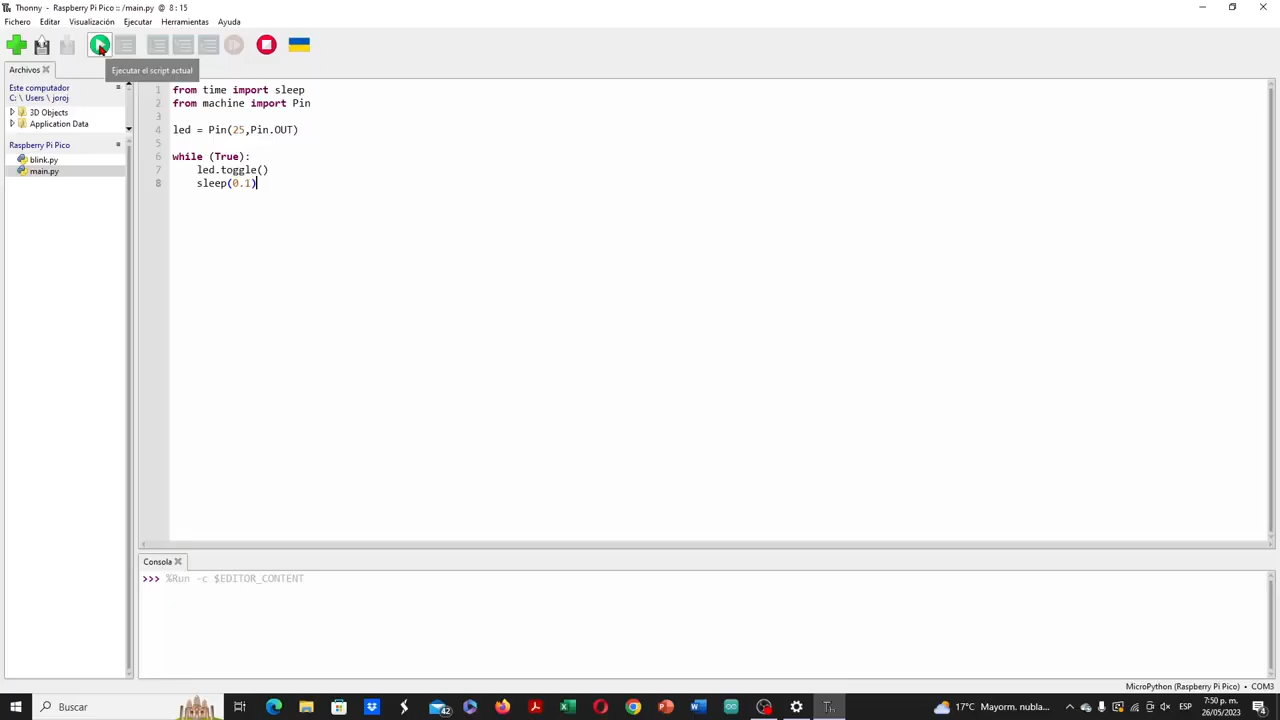 Thonny - Raspberry Pi Pico :: /main.py @ 8 : 15
Fichero Editar Visualización Ejecutar Herramientas Ayuda
Archivos
Ejecutar el script actual
Este computador
C: \ Users \ joroj
3D Objects
Application Data
Raspberry Pi Pico
blink.py
main.py
1 from time import sleep
2 from machine import Pin
3
4 led = Pin(25,Pin.OUT)
5
6 while (True):
7 led.toggle()
8 sleep(0.1)
Consola
>>> %Run -c $EDITOR_CONTENT
MicroPython (Raspberry Pi Pico) • COM3
Buscar
42
17°C Mayorm. nubla...
ESP
7:50 p. m.
26/05/2023